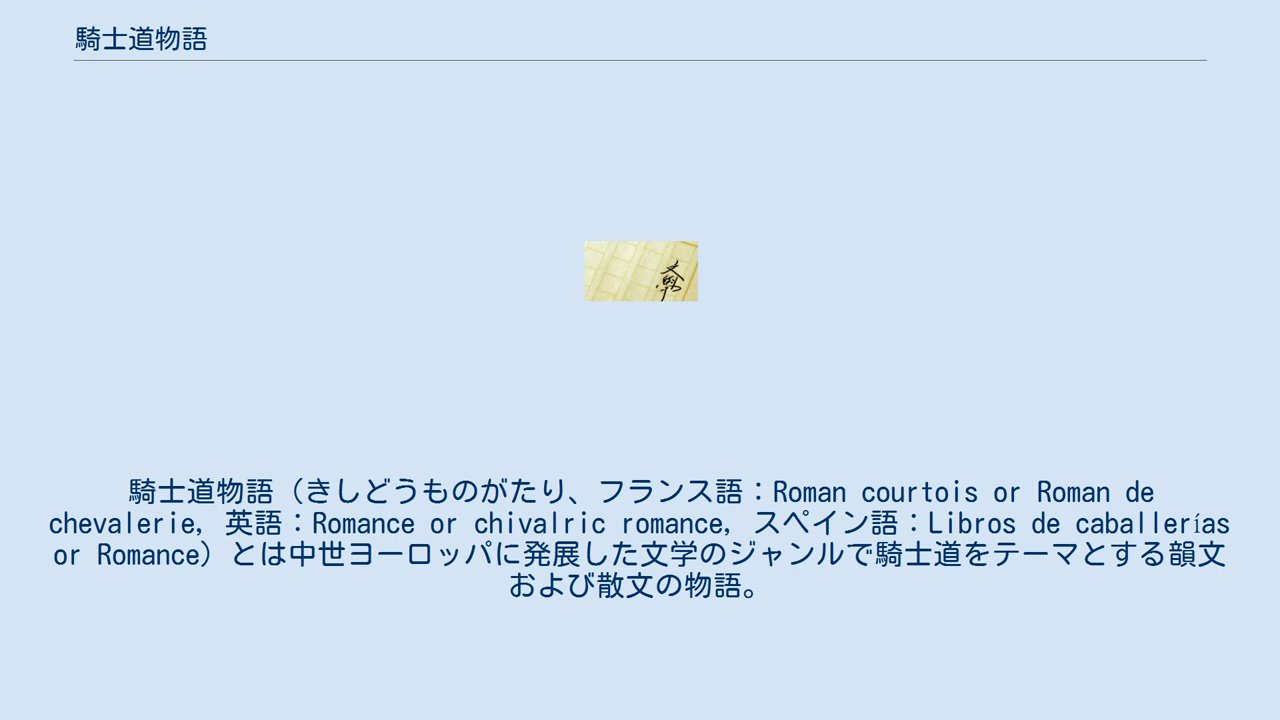 騎士道物語
騎士道物語（きしどうものがたり、フランス語：Roman courtois or Roman de
chevalerie, 英語：Romance or chivalric romance, スペイン語：Libros de caballerías
or Romance）とは中世ヨーロッパに発展した文学のジャンルで騎士道をテーマとする韻文
および散文の物語。